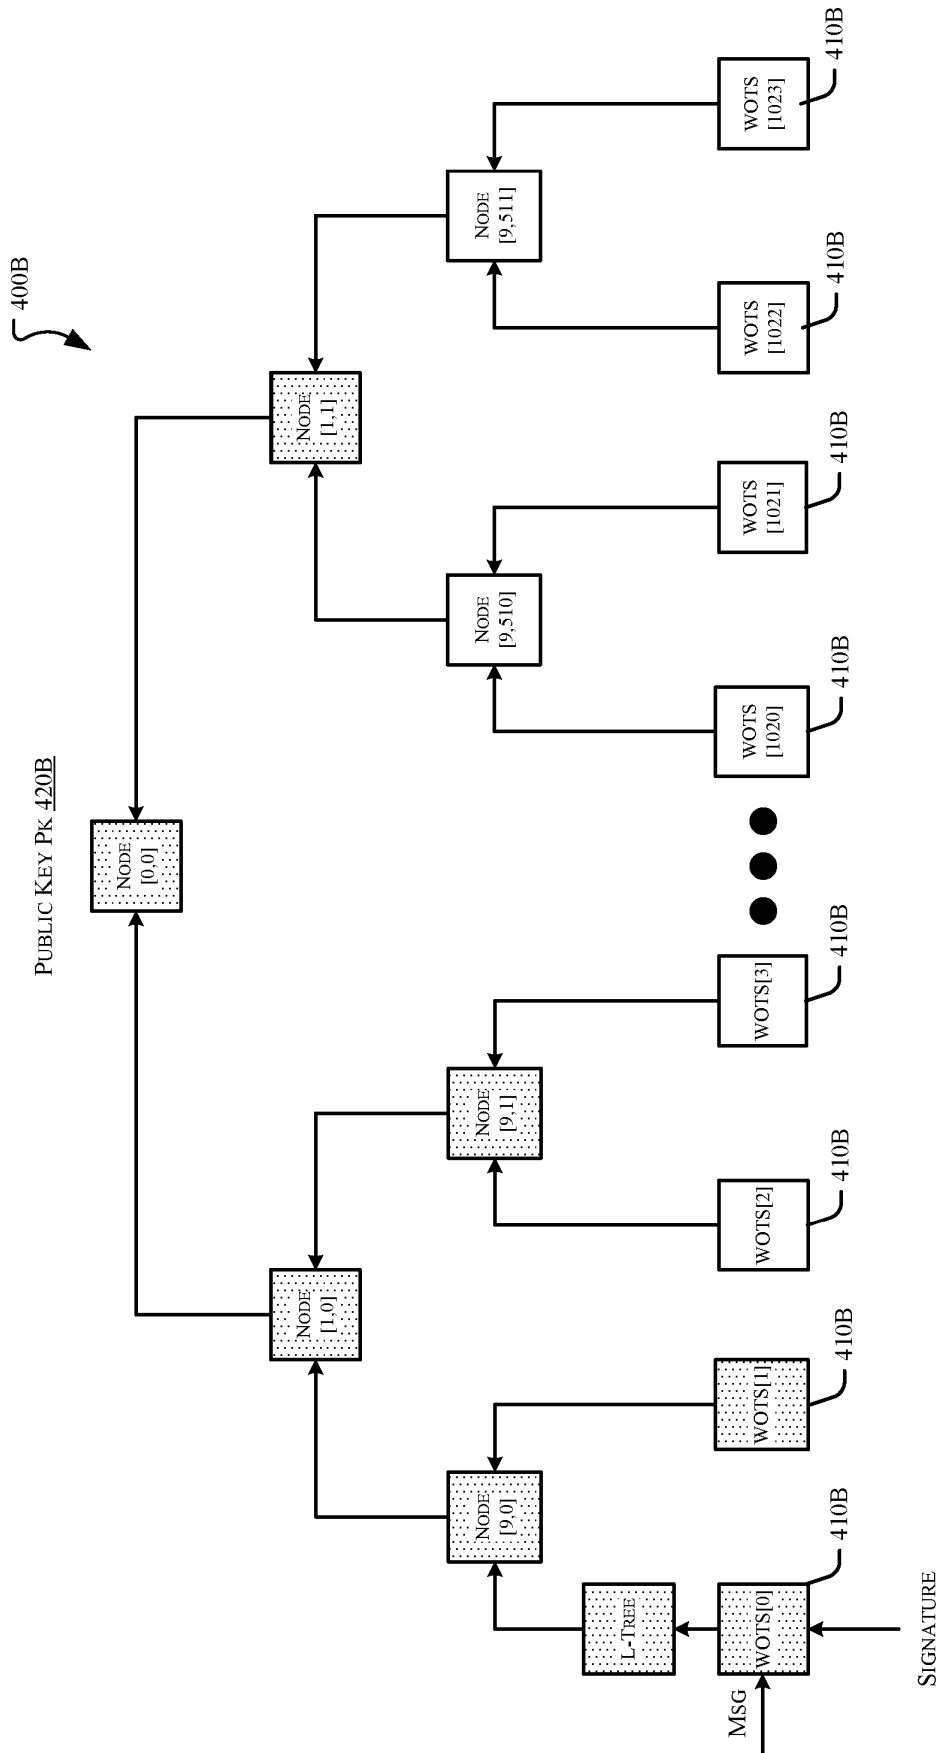 400B
PUBLIC KEY PK 420B
NODE
[0,0]
NODE
[1,0]
NODE
[1,1]
NODE
[9,0]
NODE
[9,1]
NODE
[9,510]
NODE
[9,511]
L-TREE
WOTS[0]
WOTS[1]
WOTS[2]
WOTS[3]
WOTS
[1020]
WOTS
[1021]
WOTS
[1022]
WOTS
[1023]
410B
410B
410B
410B
410B
410B
410B
410B
MSG
SIGNATURE